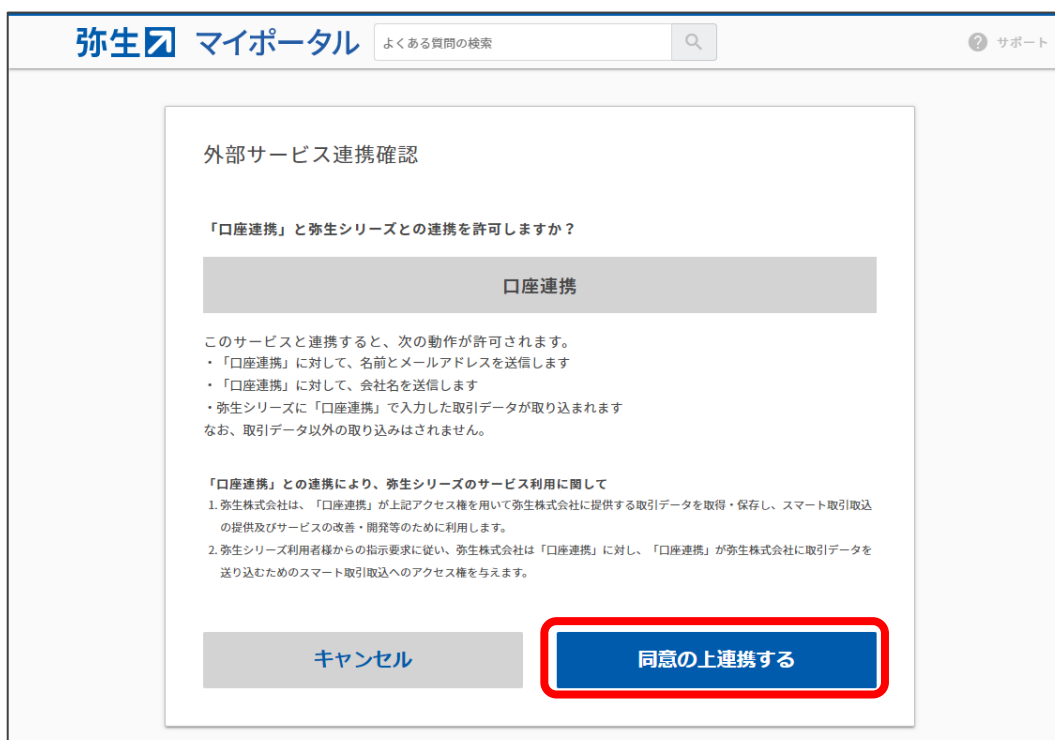 弥生 マイポータル よくある質問の検索 サポート
外部サービス連携確認
「口座連携」と弥生シリーズとの連携を許可しますか？
口座連携
このサービスと連携すると、次の動作が許可されます。
・「口座連携」に対して、名前とメールアドレスを送信します
・「口座連携」に対して、会社名を送信します
・弥生シリーズに「口座連携」で入力した取引データが取り込まれます
なお、取引データ以外の取り込みはされません。
「口座連携」との連携により、弥生シリーズのサービス利用に関して
1. 弥生株式会社は、「口座連携」が上記アクセス権を用いて弥生株式会社に提供する取引データを取得・保存し、スマート取引取込
の提供及びサービスの改善・開発等のために利用します。
2. 弥生シリーズ利用者様からの指示要求に従い、弥生株式会社は「口座連携」に対し、「口座連携」が弥生株式会社に取引データを
送り込むためのスマート取引取込へのアクセス権を与えます。
キャンセル 同意の上連携する